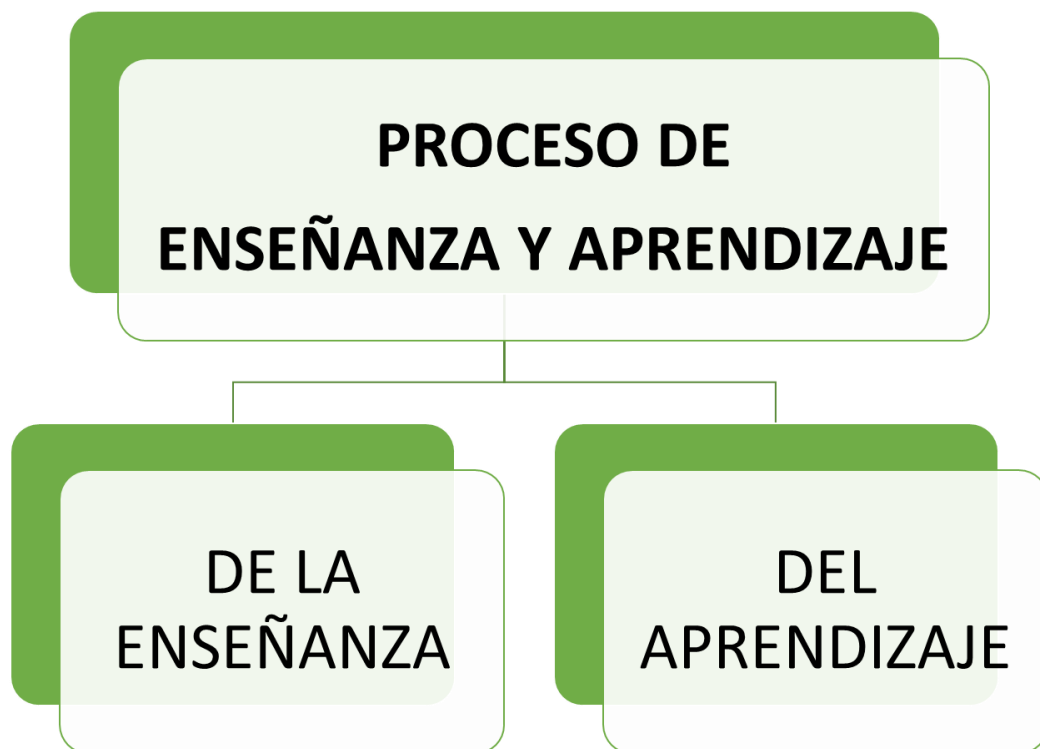 PROCESO DE
ENSEÑANZA Y APRENDIZAJE
DE LA
ENSEÑANZA
DEL
APRENDIZAJE